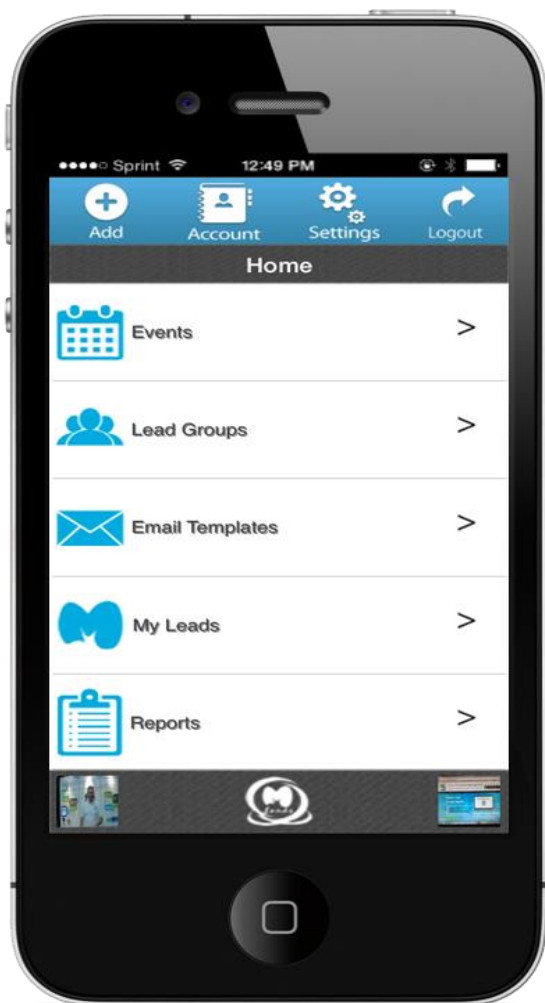 Sprint 12:49 PM
Add Account Settings Logout
Home
Events >
Lead Groups >
Email Templates >
My Leads >
Reports >
M